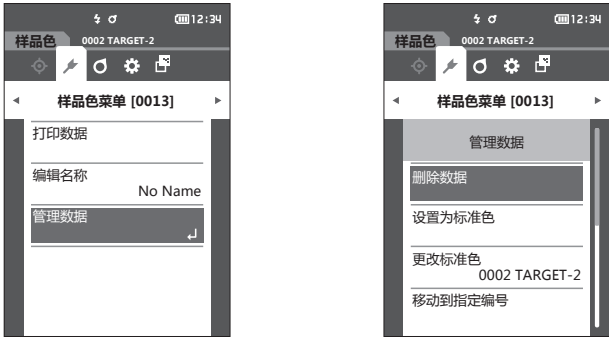 12:34
样品色 0002 TARGET-2
样品色菜单 [0013]
打印数据
编辑名称
No Name
管理数据
12:34
样品色 0002 TARGET-2
样品色菜单 [0013]
管理数据
删除数据
设置为标准色
更改标准色
0002 TARGET-2
移动到指定编号